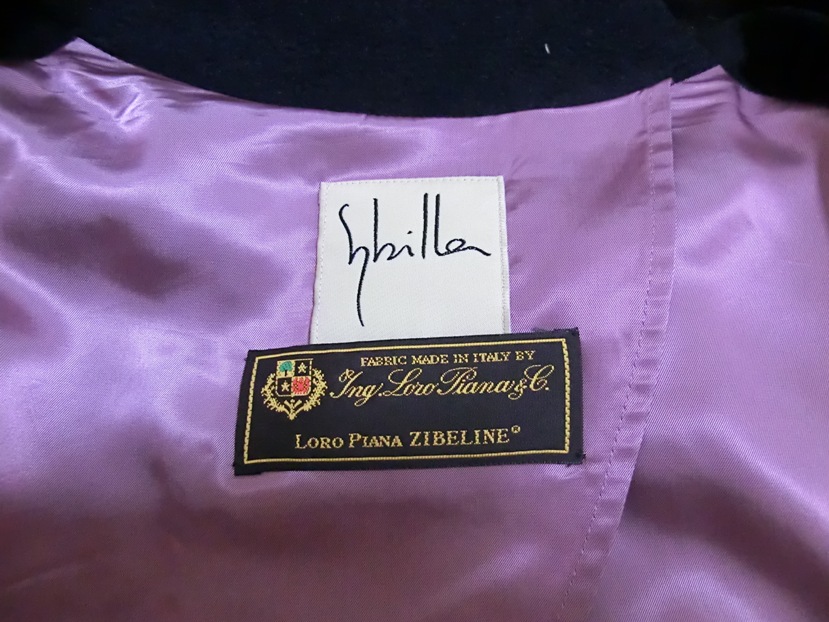 Sybilla
FABRIC MADE IN ITALY BY
Ing. Loro Piana & C.
LORO PIANA ZIBELINE®